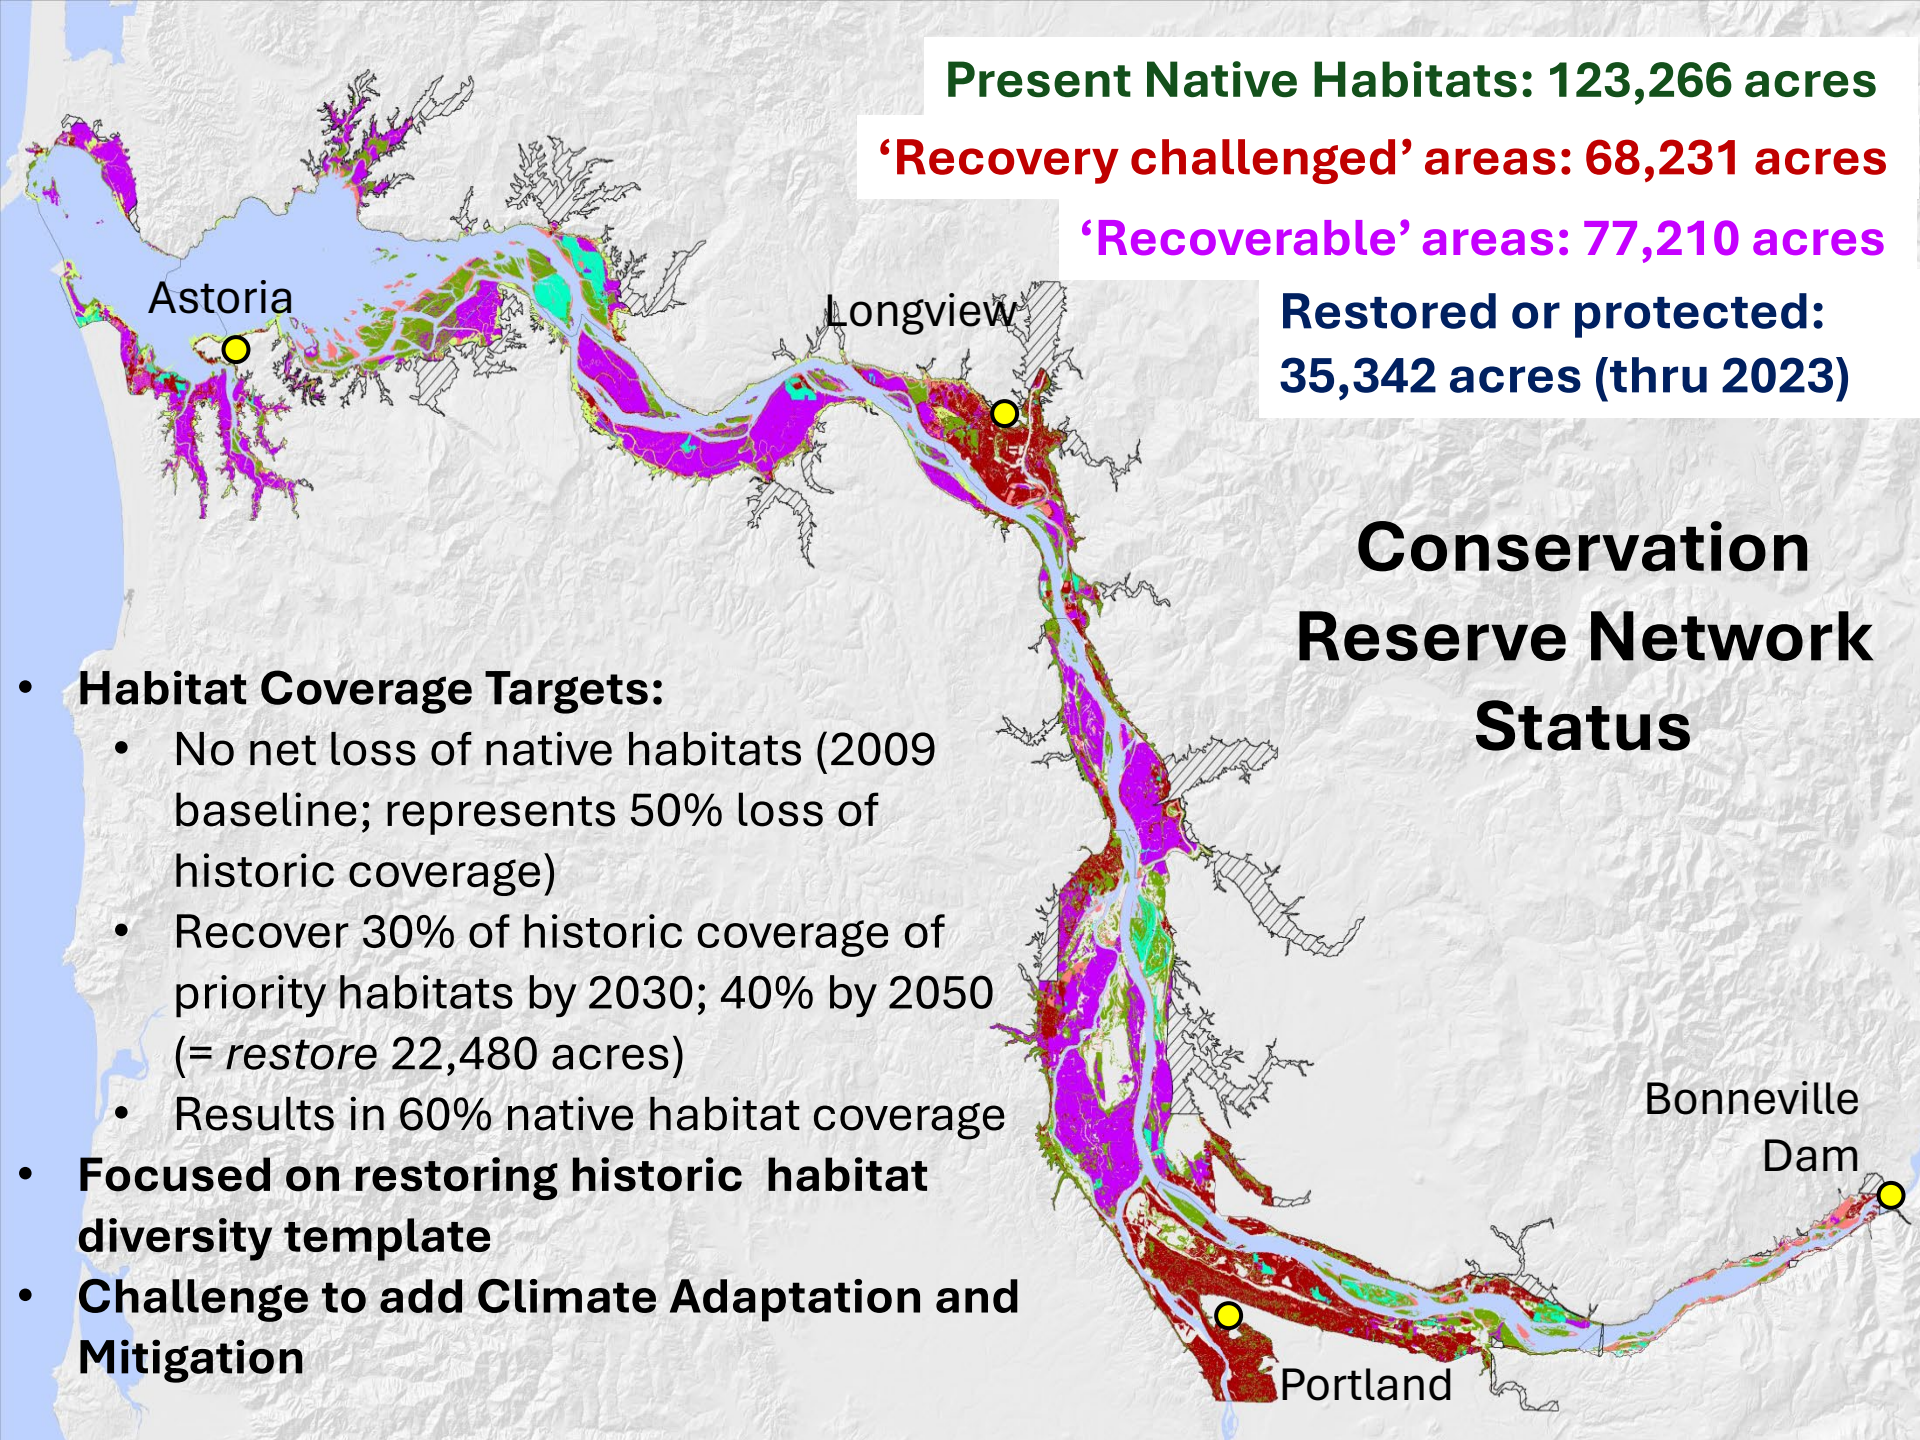 Present Native Habitats: 123,266 acres
‘Recovery challenged’ areas: 68,231 acres
‘Recoverable’ areas: 77,210 acres
Restored or protected:
35,342 acres (thru 2023)
Astoria
Longview
Conservation
Reserve Network
Status
• Habitat Coverage Targets:
• No net loss of native habitats (2009
baseline; represents 50% loss of
historic coverage)
• Recover 30% of historic coverage of
priority habitats by 2030; 40% by 2050
(= restore 22,480 acres)
• Results in 60% native habitat coverage
• Focused on restoring historic  habitat
diversity template
• Challenge to add Climate Adaptation and
Mitigation
Bonneville
Dam
Portland